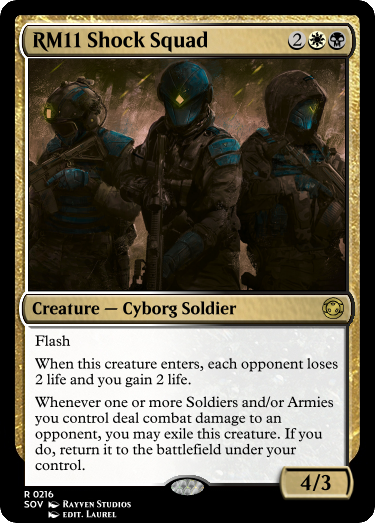 RM11 Shock Squad 2
Creature — Cyborg Soldier
Flash
When this creature enters, each opponent loses
2 life and you gain 2 life.
Whenever one or more Soldiers and/or Armies
you control deal combat damage to an
opponent, you may exile this creature. If you
do, return it to the battlefield under your
control.
4/3
R 0216
SOV Rayven Studios
edit. Laurel